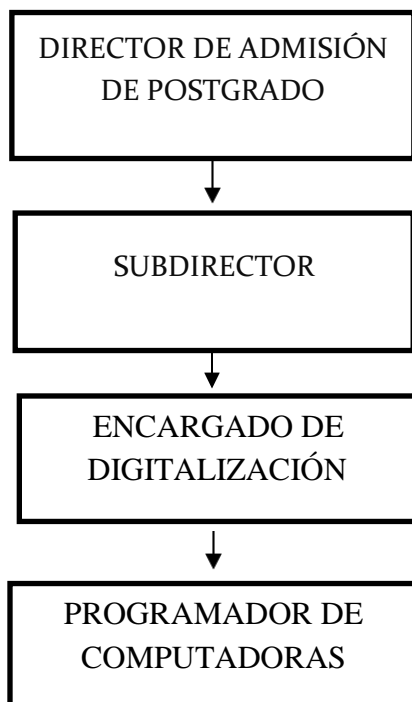 DIRECTOR DE ADMISIÓN
DE POSTGRADO
SUBDIRECTOR
ENCARGADO DE
DIGITALIZACIÓN
PROGRAMADOR DE
COMPUTADORAS